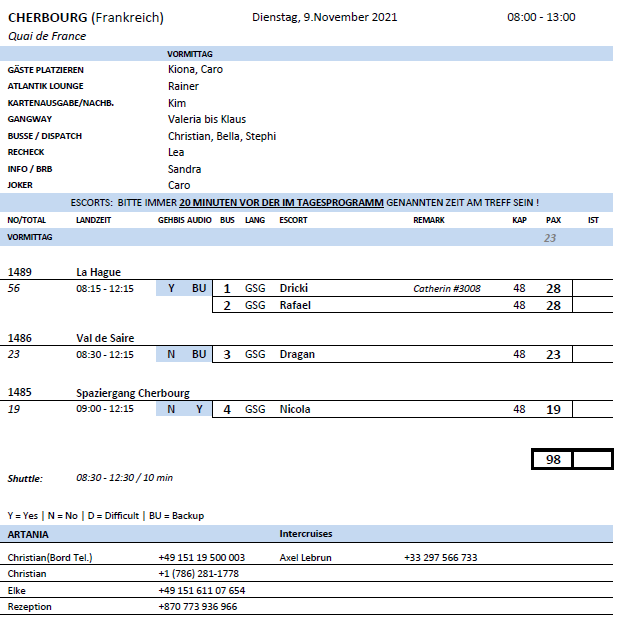 CHERBOURG (Frankreich) Dienstag, 9.November 2021 08:00 - 13:00
Quai de France
VORMITTAG
GÄSTE PLATZIEREN Kiona, Caro
ATLANTIK LOUNGE Rainer
KARTENAUSGABE/NACHB. Kim
GANGWAY Valeria bis Klaus
BUSSE / DISPATCH Christian, Bella, Stephi
RECHECK Lea
INFO / BRB Sandra
JOKER Caro
ESCORTS: BITTE IMMER 20 MINUTEN VOR DER IM TAGESPROGRAMM GENANNTEN ZEIT AM TREFF SEIN !
NO/TOTAL LANDZEIT GEHBIS AUDIO BUS LANG ESCORT REMARK KAP PAX IST
VORMITTAG 23
1489 La Hague
56 08:15 - 12:15 Y BU 1 GSG Dricki Catherin #3008 48 28
2 GSG Rafael 48 28
1486 Val de Saire
23 08:30 - 12:15 N BU 3 GSG Dragan 48 23
1485 Spaziergang Cherbourg
19 09:00 - 12:15 N Y 4 GSG Nicola 48 19
98
Shuttle: 08:30 - 12:30 / 10 min
Y = Yes | N = No | D = Difficult | BU = Backup
ARTANIA Intercruises
Christian(Bord Tel.) +49 151 19 500 003 Axel Lebrun +33 297 566 733
Christian +1 (786) 281-1778
Elke +49 151 611 07 654
Rezeption +870 773 936 966